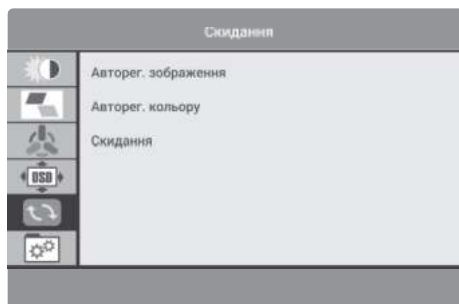 Скидання
Авторег. зображення
Авторег. кольору
Скидання
OSD